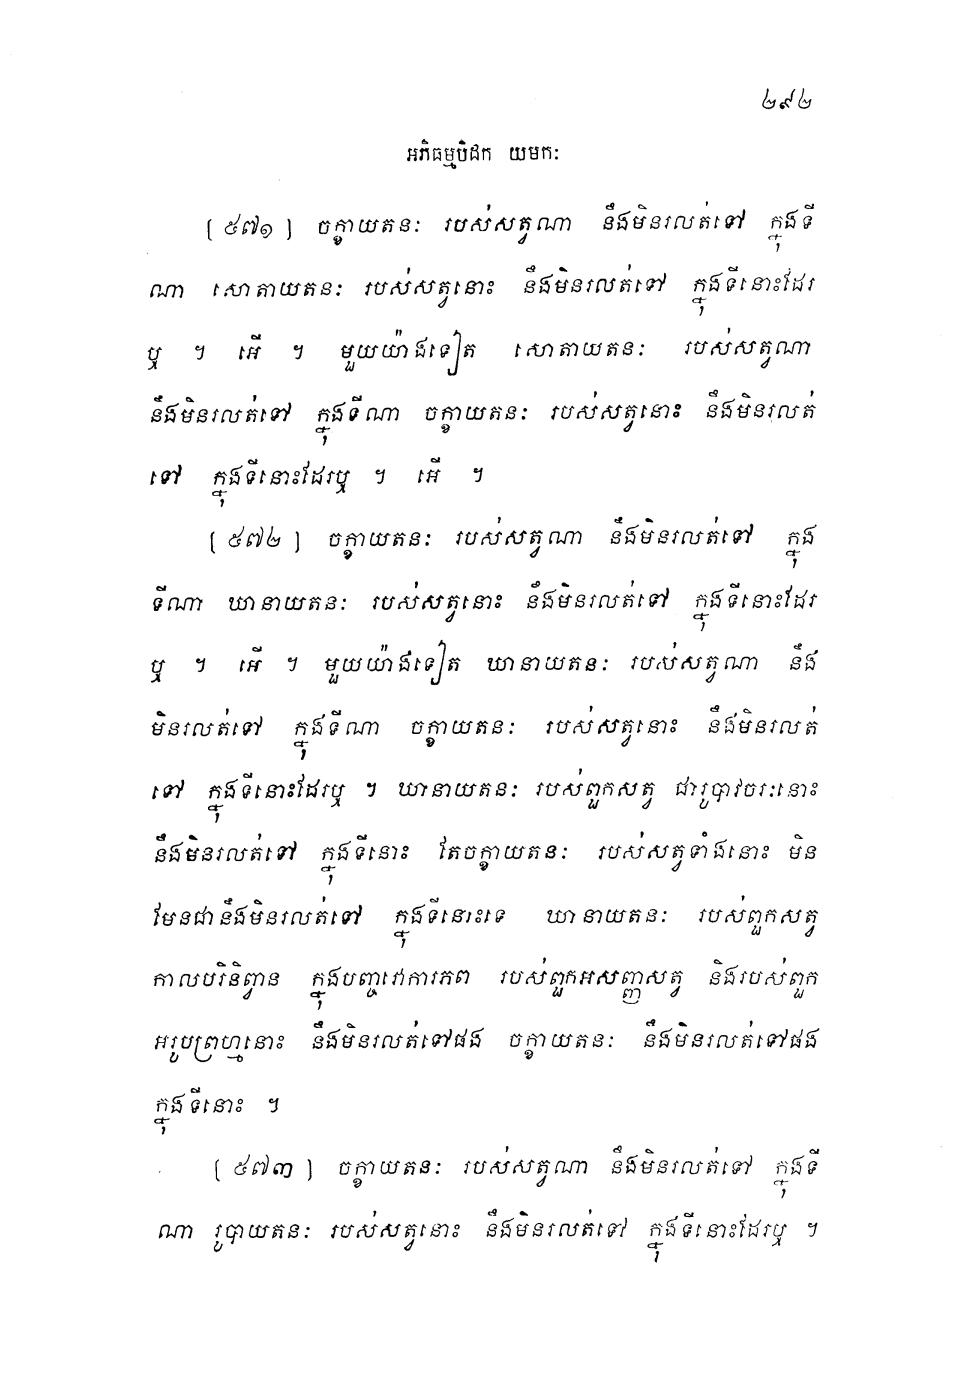 ២៩២
អភិធម្មបិដក យមកៈ
[ ៥៧១ ] ចក្ខាយតនៈ របស់សត្វណា នឹងមិនរលត់ទៅ ក្នុងទី
ណា សោតាយតនៈ របស់សត្វនោះ នឹងមិនរលត់ទៅ ក្នុងទីនោះដែរ
ឬ ។ អើ ។ មួយយ៉ាងទៀត សោតាយតនៈ របស់សត្វណា
នឹងមិនរលត់ទៅ ក្នុងទីណា ចក្ខាយតនៈ របស់សត្វនោះ នឹងមិនរលត់
ទៅ ក្នុងទីនោះដែរឬ ។ អើ ។
[ ៥៧២ ] ចក្ខាយតនៈ របស់សត្វណា នឹងមិនរលត់ទៅ ក្នុង
ទីណា ឃានាយតនៈ របស់សត្វនោះ នឹងមិនរលត់ទៅ ក្នុងទីនោះដែរ
ឬ ។ អើ ។ មួយយ៉ាងទៀត ឃានាយតនៈ របស់សត្វណា នឹង
មិនរលត់ទៅ ក្នុងទីណា ចក្ខាយតនៈ របស់សត្វនោះ នឹងមិនរលត់
ទៅ ក្នុងទីនោះដែរឬ ។ ឃានាយតនៈ របស់ពួកសត្វ ជារូបាវចរៈនោះ
នឹងមិនរលត់ទៅ ក្នុងទីនោះ តែចក្ខាយតនៈ របស់សត្វទាំងនោះ មិន
មែនជានឹងមិនរលត់ទៅ ក្នុងទីនោះទេ ឃានាយតនៈ របស់ពួកសត្វ
កាលបរិនិព្វាន ក្នុងបញ្ចវោការភព របស់ពួកអសញ្ញសត្វ និងរបស់ពួក
អរូបព្រហ្មនោះ នឹងមិនរលត់ទៅផង ចក្ខាយតនៈ នឹងមិនរលត់ទៅផង
ក្នុងទីនោះ ។
[ ៥៧៣ ] ចក្ខាយតនៈ របស់សត្វណា នឹងមិនរលត់ទៅ ក្នុងទី
ណា រូបាយតនៈ របស់សត្វនោះ នឹងមិនរលត់ទៅ ក្នុងទីនោះដែរឬ ។